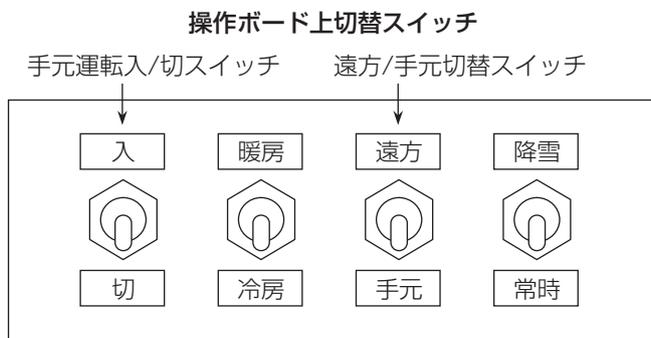 操作ボード上切替スイッチ
手元運転入/切スイッチ 遠方/手元切替スイッチ
入 暖房 遠方 降雪
切 冷房 手元 常時